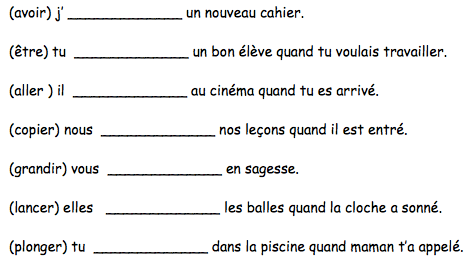 (avoir) j' ______________ un nouveau cahier.
(être) tu ______________ un bon élève quand tu voulais travailler.
(aller ) il ______________ au cinéma quand tu es arrivé.
(copier) nous ______________ nos leçons quand il est entré.
(grandir) vous ______________ en sagesse.
(lancer) elles ______________ les balles quand la cloche a sonné.
(plonger) tu ______________ dans la piscine quand maman t'a appelé.